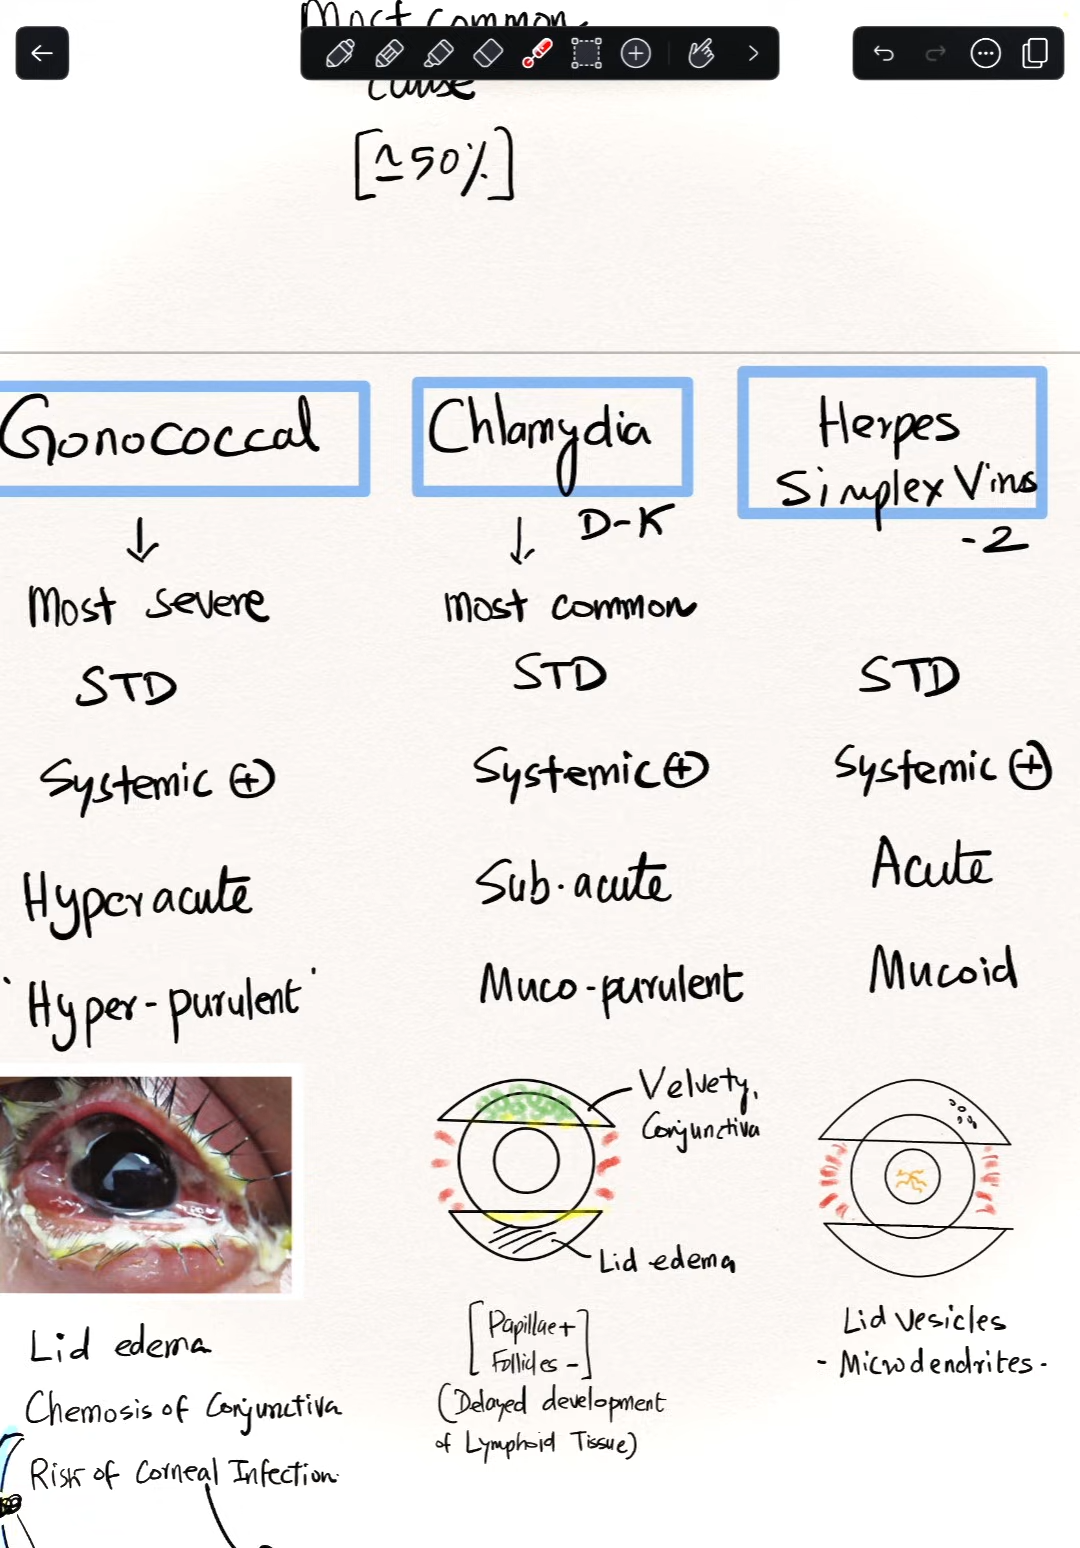 Most common
cause
[≃50%]
Gonococcal
Most severe
STD
Systemic ⊕
Hyperacute
'Hyper-purulent'
Lid edema
Chemosis of Conjunctiva
Risk of Corneal Infection
Chlamydia
D-K
Most common
STD
Systemic ⊕
Sub-acute
Muco-purulent
Velvety,
Conjunctiva
Lid edema
[Papillae+
Follicles -]
(Delayed development
of Lymphoid Tissue)
Herpes
Simplex Virus
-2
STD
Systemic ⊕
Acute
Mucoid
Lid vesicles
- Microdendrites -